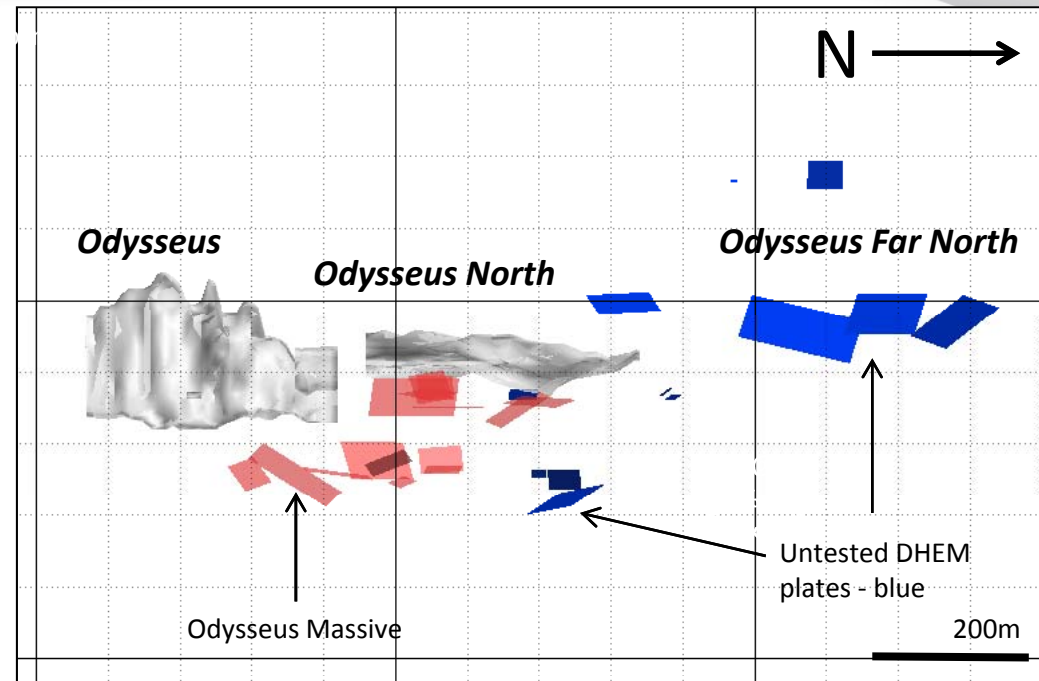 N
Odysseus
Odysseus North
Odysseus Far North
Untested DHEM
plates - blue
Odysseus Massive
200m